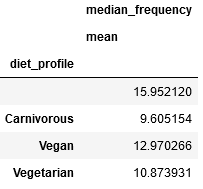 median_frequency
mean
diet_profile
15.952120
Carnivorous 9.605154
Vegan 12.970266
Vegetarian 10.873931